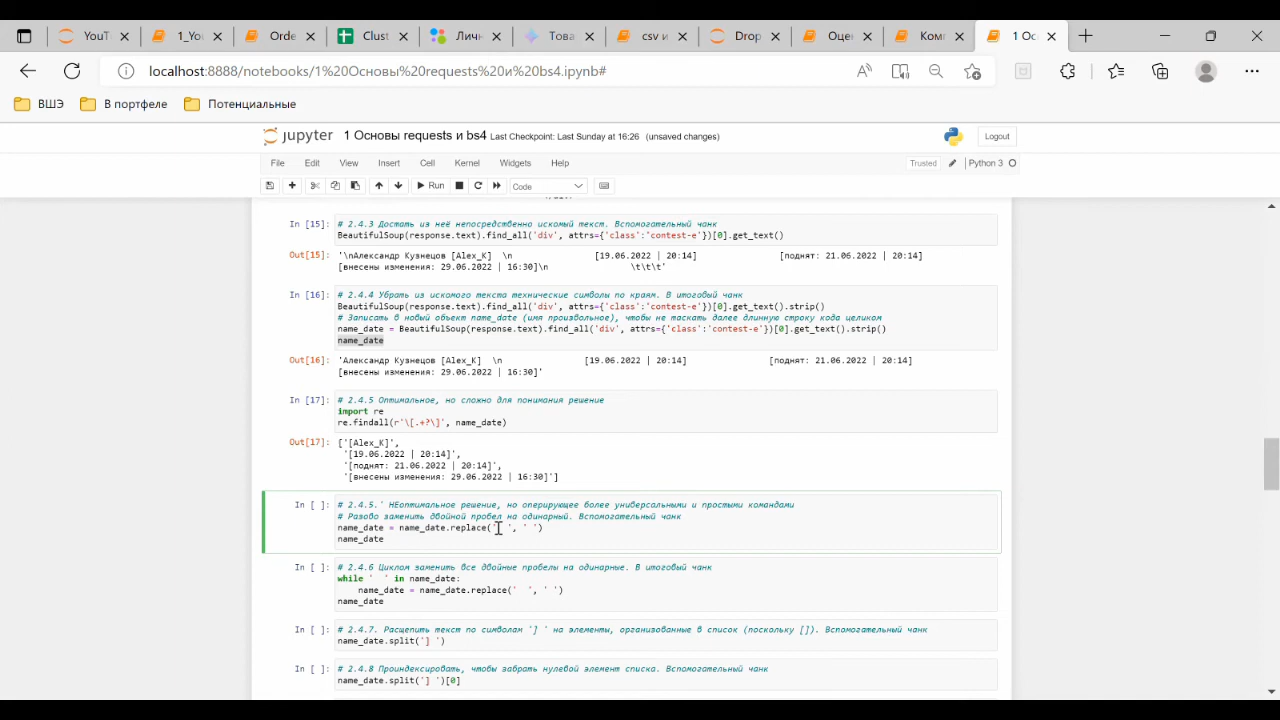 YouT
1_You
Orde
Clust
Личн
Това
csv и
Drop
Оцен
Комп
1 Ос
localhost:8888/notebooks/1%20Основы%20requests%20и%20bs4.ipynb#
ВШЭ
В портфеле
Потенциальные
jupyter 1 Основы requests и bs4 Last Checkpoint: Last Sunday at 16:26 (unsaved changes)
Logout
File Edit View Insert Cell Kernel Widgets Help
Trusted
Python 3
Run
Code
In [15]: # 2.4.3 Достать из неё непосредственно искомый текст. Вспомогательный чанк
BeautifulSoup(response.text).find_all('div', attrs={'class':'contest-e'})[0].get_text()
Out[15]: '\nАлександр Кузнецов [Alex_K] \n [19.06.2022 | 20:14] [поднят: 21.06.2022 | 20:14]
[внесены изменения: 29.06.2022 | 16:30]\n \t\t\t'
In [16]: # 2.4.4 Убрать из искомого текста технические символы по краям. В итоговый чанк
BeautifulSoup(response.text).find_all('div', attrs={'class':'contest-e'})[0].get_text().strip()
# Записать в новый объект name_date (имя произвольное), чтобы не таскать далее длинную строку кода целиком
name_date = BeautifulSoup(response.text).find_all('div', attrs={'class':'contest-e'})[0].get_text().strip()
name_date
Out[16]: 'Александр Кузнецов [Alex_K] \n [19.06.2022 | 20:14] [поднят: 21.06.2022 | 20:14]
[внесены изменения: 29.06.2022 | 16:30]'
In [17]: # 2.4.5 Оптимальное, но сложно для понимания решение
import re
re.findall(r'\[.+?\]', name_date)
Out[17]: ['[Alex_K]',
'[19.06.2022 | 20:14]',
'[поднят: 21.06.2022 | 20:14]',
'[внесены изменения: 29.06.2022 | 16:30]']
In [ ]: # 2.4.5.' НЕоптимальное решение, но оперирующее более универсальными и простыми командами
# Разово заменить двойной пробел на одинарный. Вспомогательный чанк
name_date = name_date.replace('  ', ' ')
name_date
In [ ]: # 2.4.6 Циклом заменить все двойные пробелы на одинарные. В итоговый чанк
while '  ' in name_date:
name_date = name_date.replace('  ', ' ')
name_date
In [ ]: # 2.4.7. Расщепить текст по символам '] ' на элементы, организованные в список (поскольку []). Вспомогательный чанк
name_date.split('] ')
In [ ]: # 2.4.8 Проиндексировать, чтобы забрать нулевой элемент списка. Вспомогательный чанк
name_date.split('] ')[0]